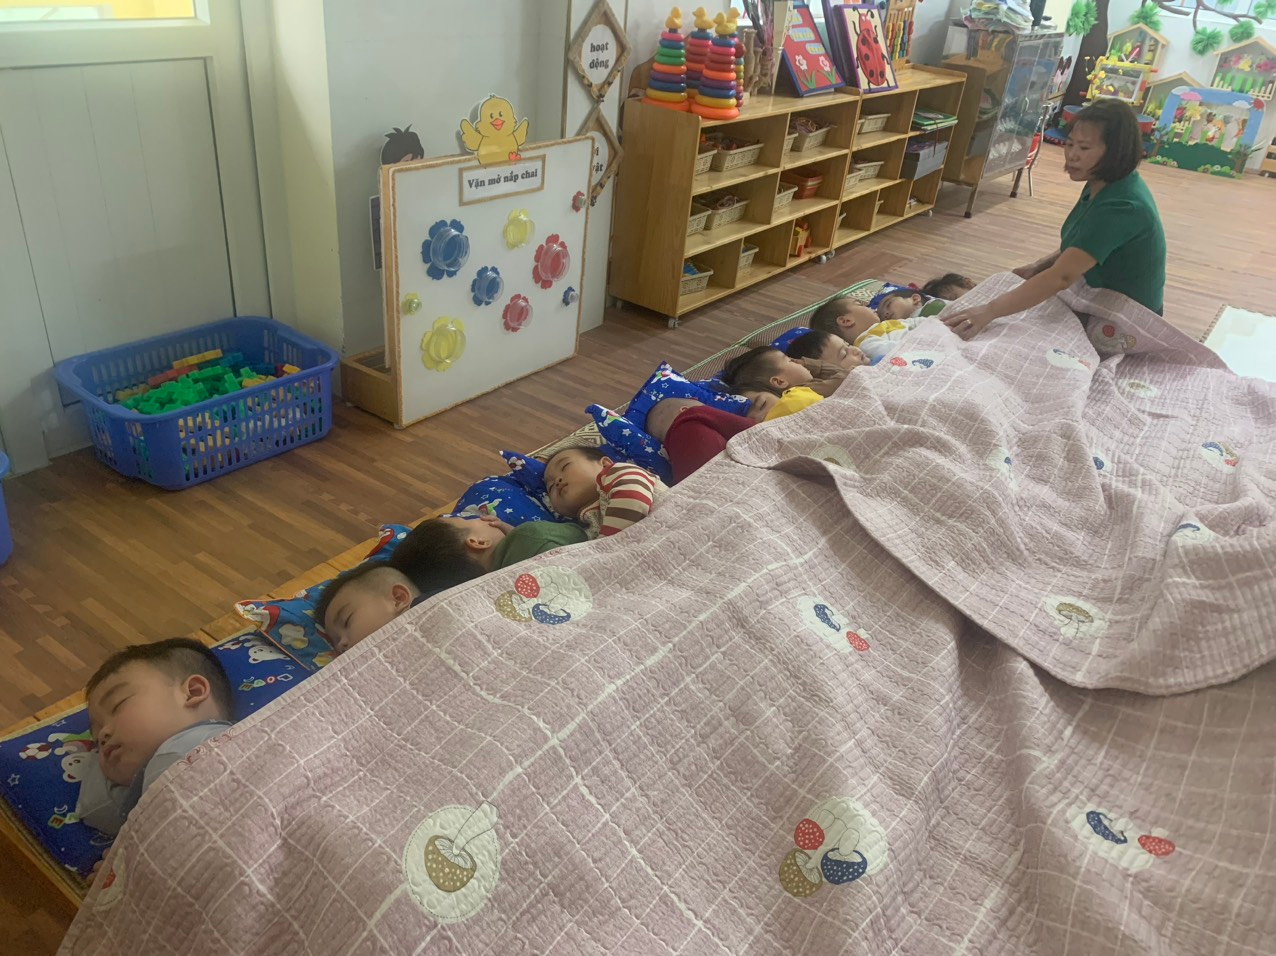 hoạt
động
Vặn mở nắp chai